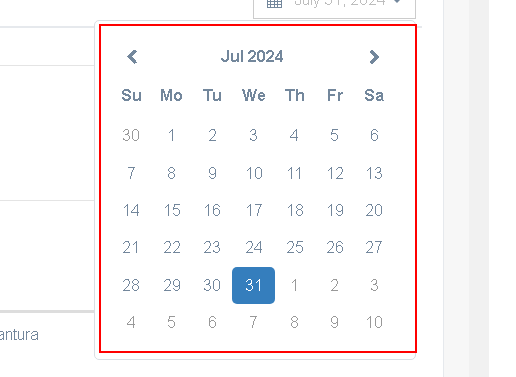 July 31, 2024
Jul 2024
Su Mo Tu We Th Fr Sa
30 1 2 3 4 5 6
7 8 9 10 11 12 13
14 15 16 17 18 19 20
21 22 23 24 25 26 27
28 29 30 31 1 2 3
4 5 6 7 8 9 10
antura